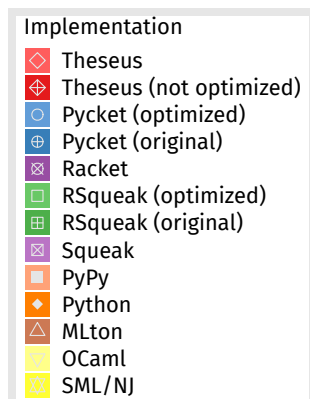 Implementation
Theseus
Theseus (not optimized)
Pycket (optimized)
Pycket (original)
Racket
RSqueak (optimized)
RSqueak (original)
Squeak
PyPy
Python
MLton
OCaml
SML/NJ